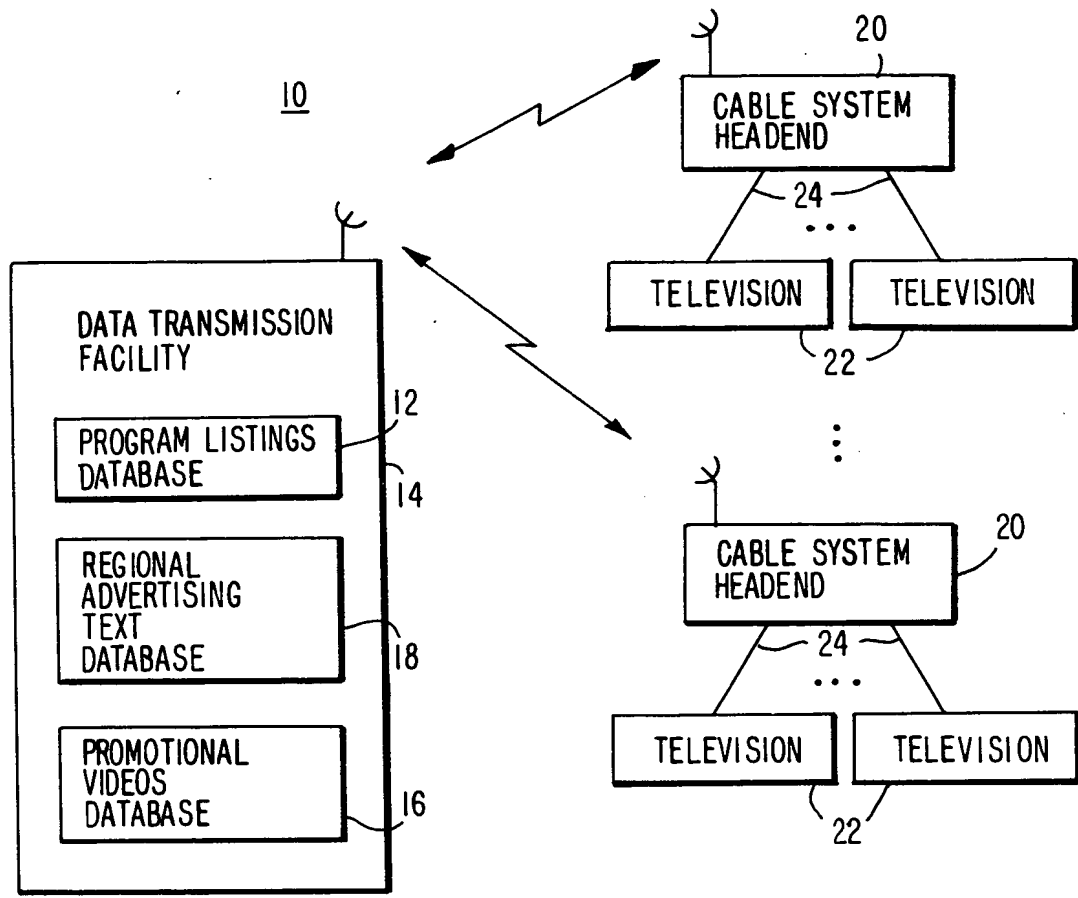 10
DATA TRANSMISSION
FACILITY
PROGRAM LISTINGS
DATABASE
12
14
REGIONAL
ADVERTISING
TEXT
DATABASE
18
PROMOTIONAL
VIDEOS
DATABASE
16
20
CABLE SYSTEM
HEADEND
24
TELEVISION
TELEVISION
22
20
CABLE SYSTEM
HEADEND
24
TELEVISION
TELEVISION
22